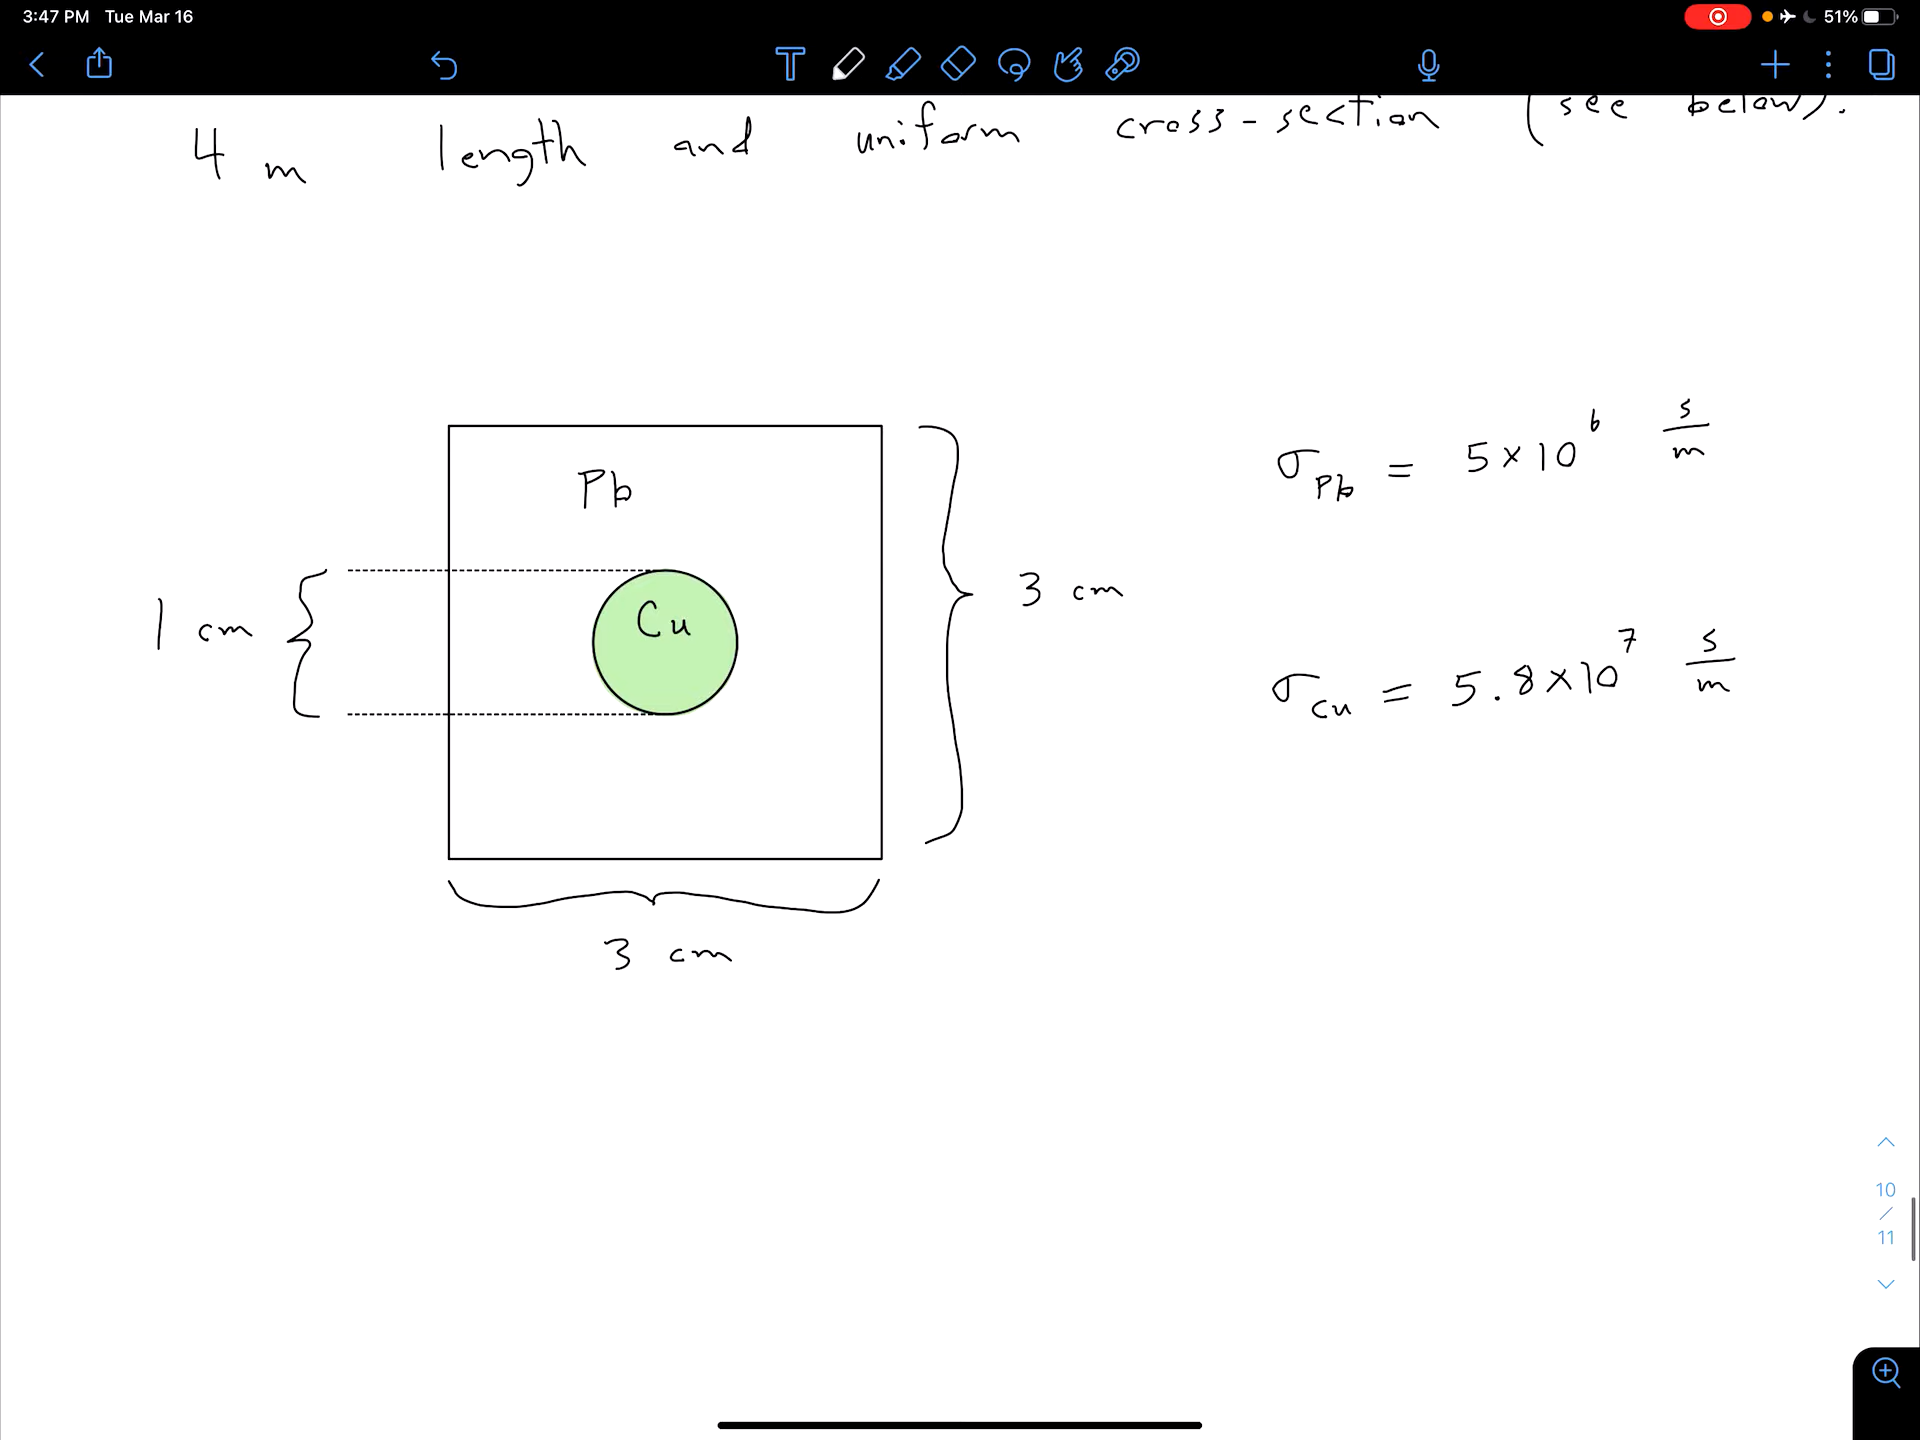 3:47 PM Tue Mar 16
51%
4 m length and uniform cross-section (see below).
Pb
σPb = 5×10^6 S/m
1 cm
Cu
3 cm
σCu = 5.8×10^7 S/m
3 cm
10
/
11